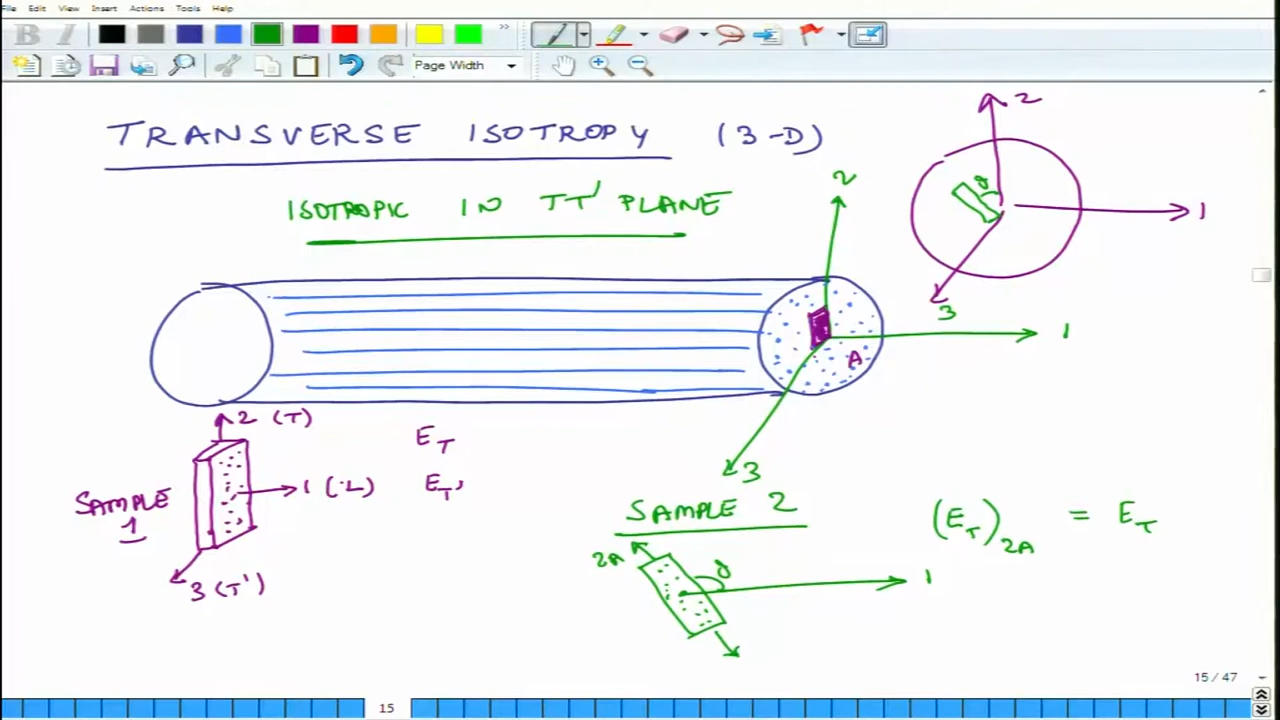 File Edit View Insert Actions Tools Help
B I
Page Width
TRANSVERSE ISOTROPY (3-D)
ISOTROPIC IN TT' PLANE
2
1
3
2
1
3
A
2 (T)
1 (L)
3 (T')
SAMPLE
1
E_T
E_T'
SAMPLE 2
2A
1
(E_T)_2A = E_T
15 / 47
15